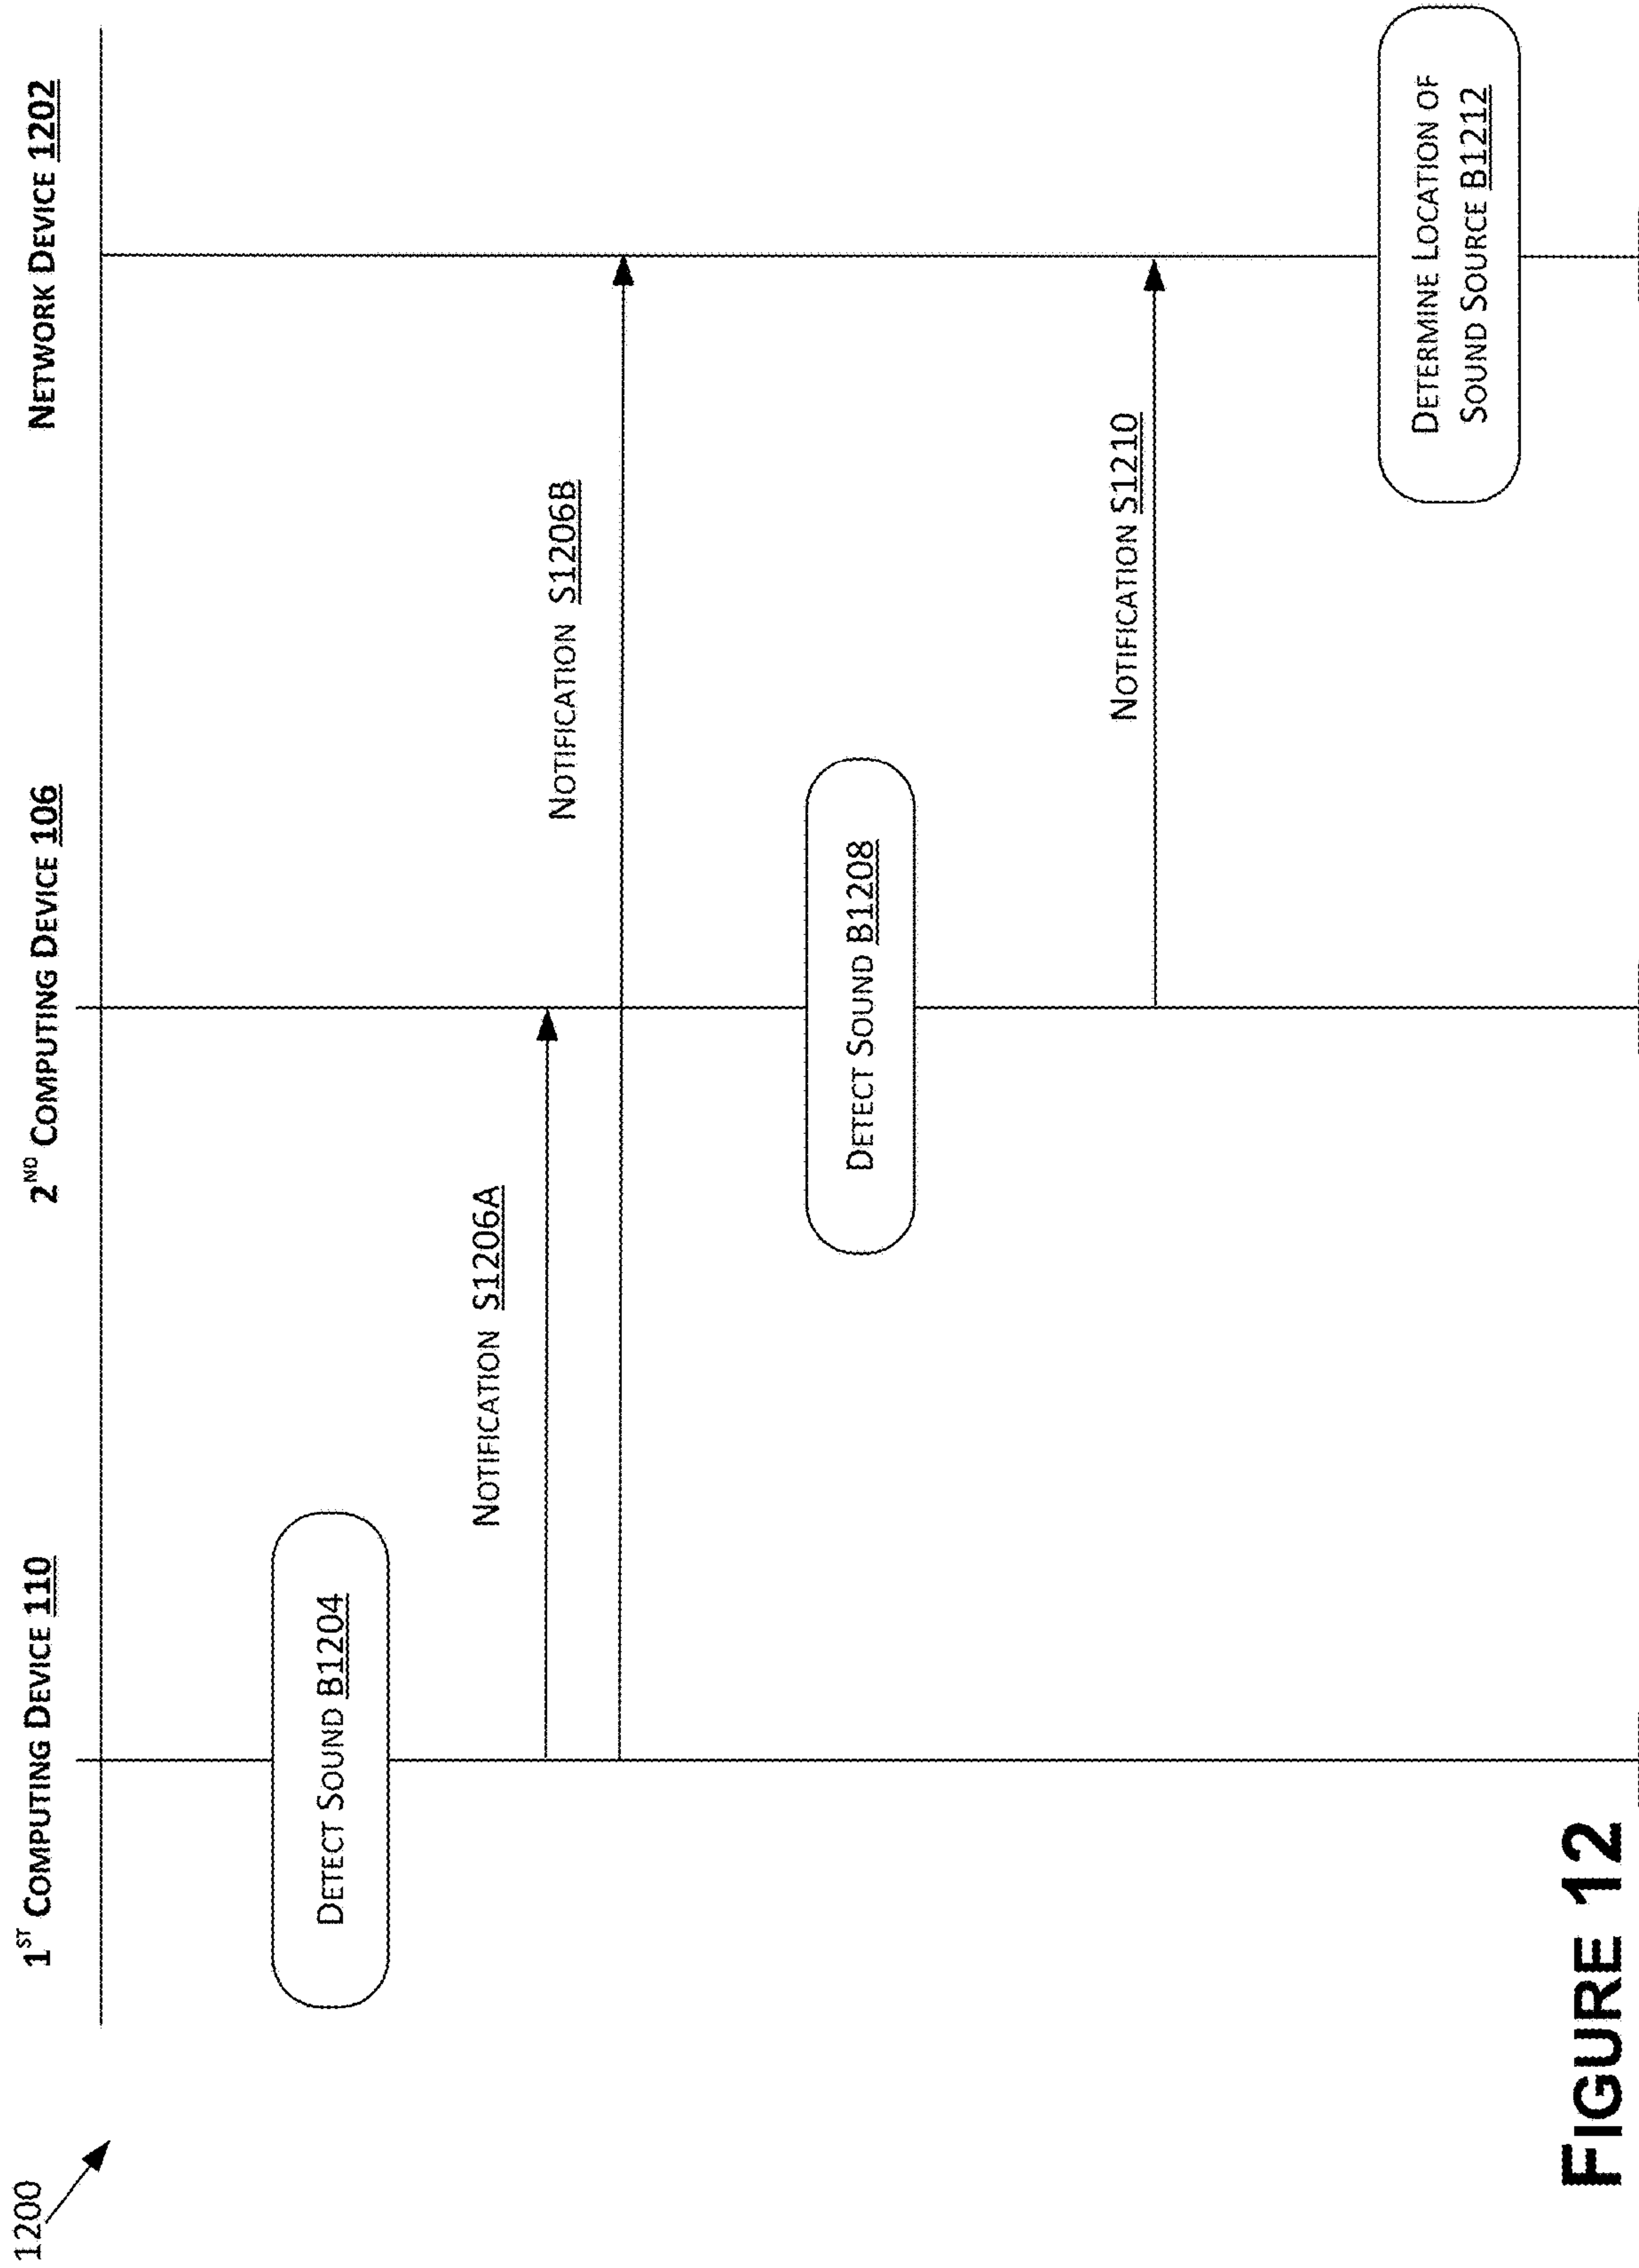 1200
1ST COMPUTING DEVICE 110
2ND COMPUTING DEVICE 106
NETWORK DEVICE 1202
DETECT SOUND B1204
NOTIFICATION S1206A
NOTIFICATION S1206B
DETECT SOUND B1208
NOTIFICATION S1210
DETERMINE LOCATION OF
SOUND SOURCE B1212
FIGURE 12